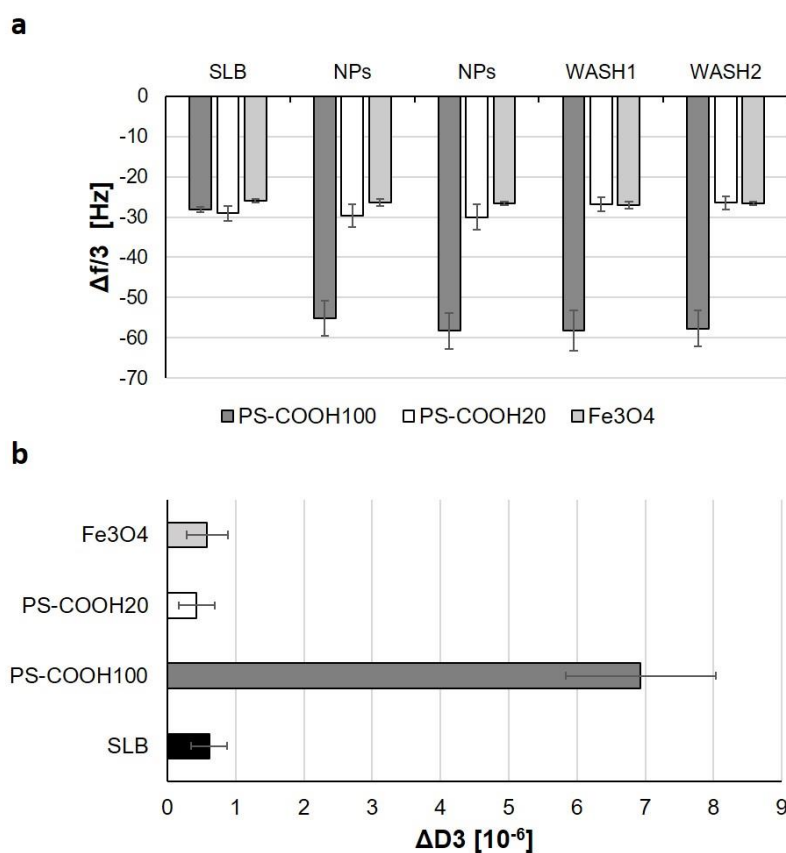 a
SLB NPs NPs WASH1 WASH2
0
-10
-20
-30
-40
-50
-60
-70
Δf/3 [Hz]
PS-COOH100 PS-COOH20 Fe3O4
b
Fe3O4
PS-COOH20
PS-COOH100
SLB
0 1 2 3 4 5 6 7 8 9
ΔD3 [10⁻⁶]